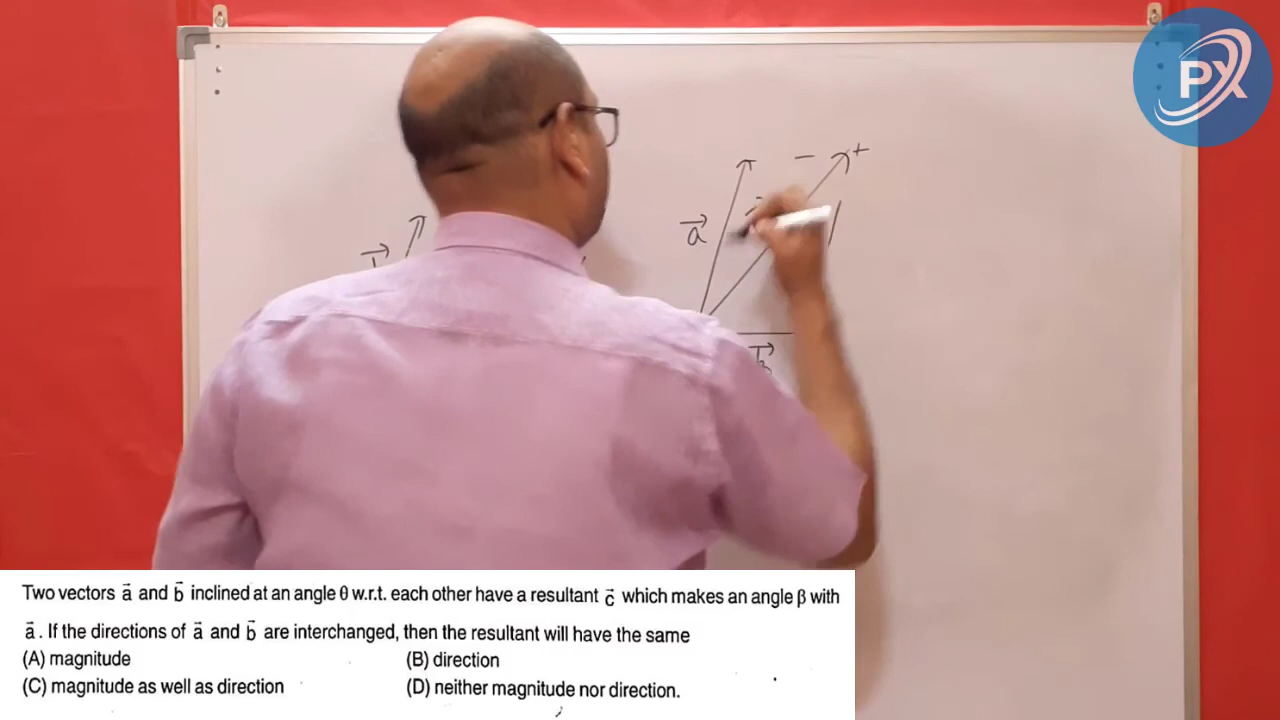 PX
a⃗
b⃗
Two vectors a⃗ and b⃗ inclined at an angle θ w.r.t. each other have a resultant c⃗ which makes an angle β with
a⃗. If the directions of a⃗ and b⃗ are interchanged, then the resultant will have the same
(A) magnitude (B) direction
(C) magnitude as well as direction (D) neither magnitude nor direction.